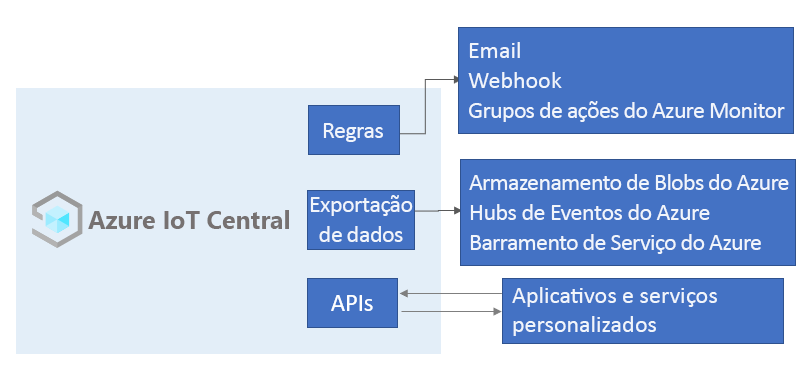 Email
Webhook
Grupos de ações do Azure Monitor
Regras
Azure IoT Central
Exportação
de dados
Armazenamento de Blobs do Azure
Hubs de Eventos do Azure
Barramento de Serviço do Azure
APIs
Aplicativos e serviços
personalizados